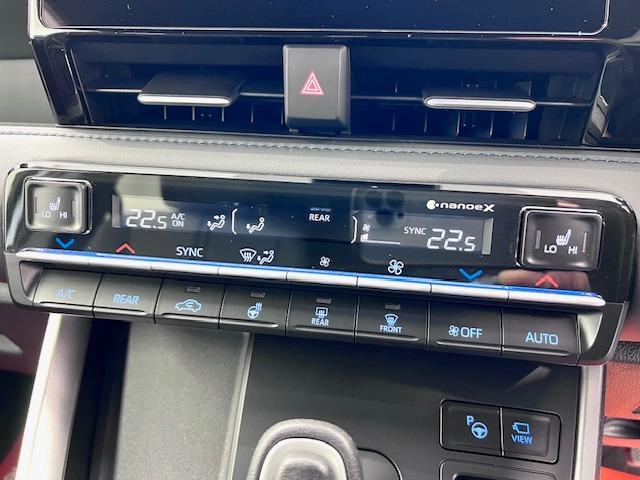 LO HI
22.5 A/C ON
REAR
nanoeX
SYNC 22.5
LO HI
SYNC
A/C
REAR
REAR
FRONT
OFF
AUTO
P
VIEW